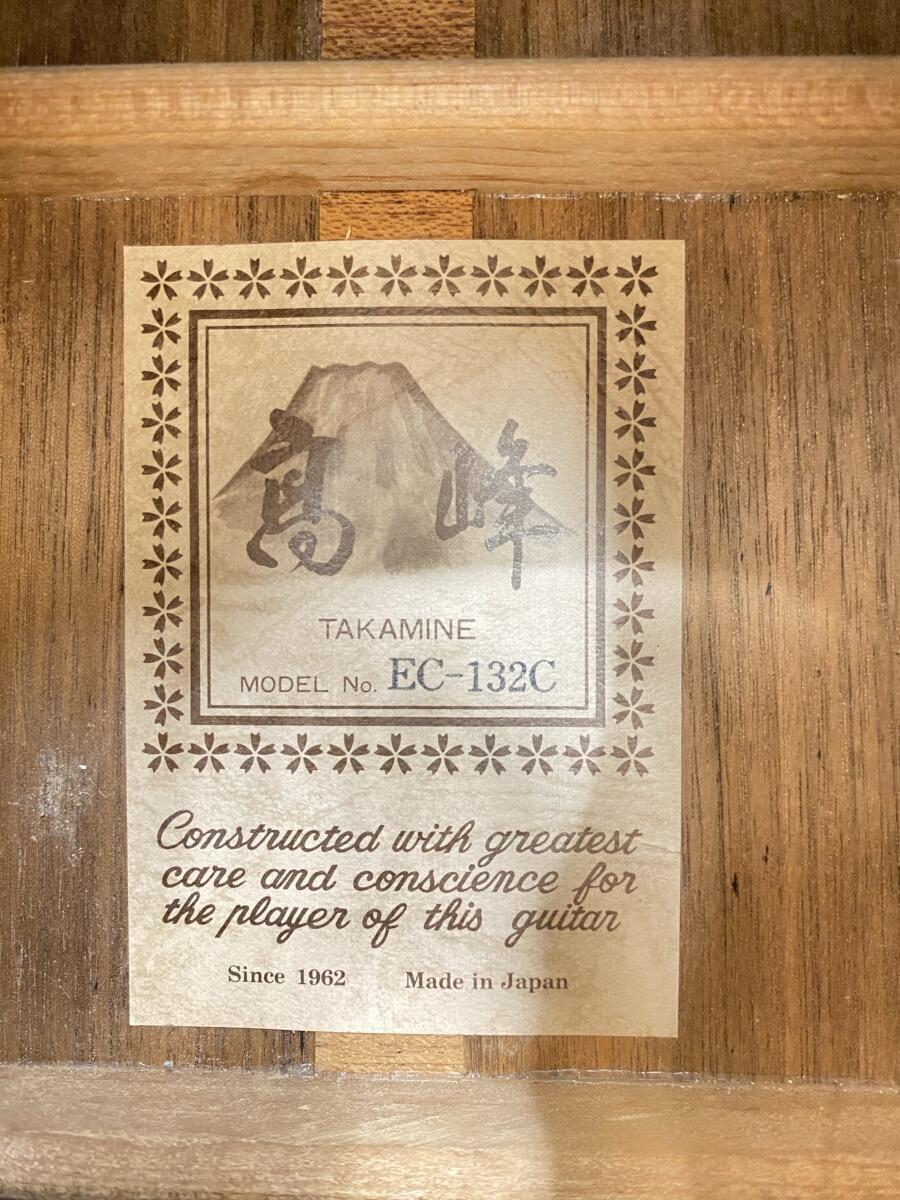 高峰
TAKAMINE
MODEL No. EC-132C
Constructed with greatest
care and conscience for
the player of this guitar
Since 1962 Made in Japan